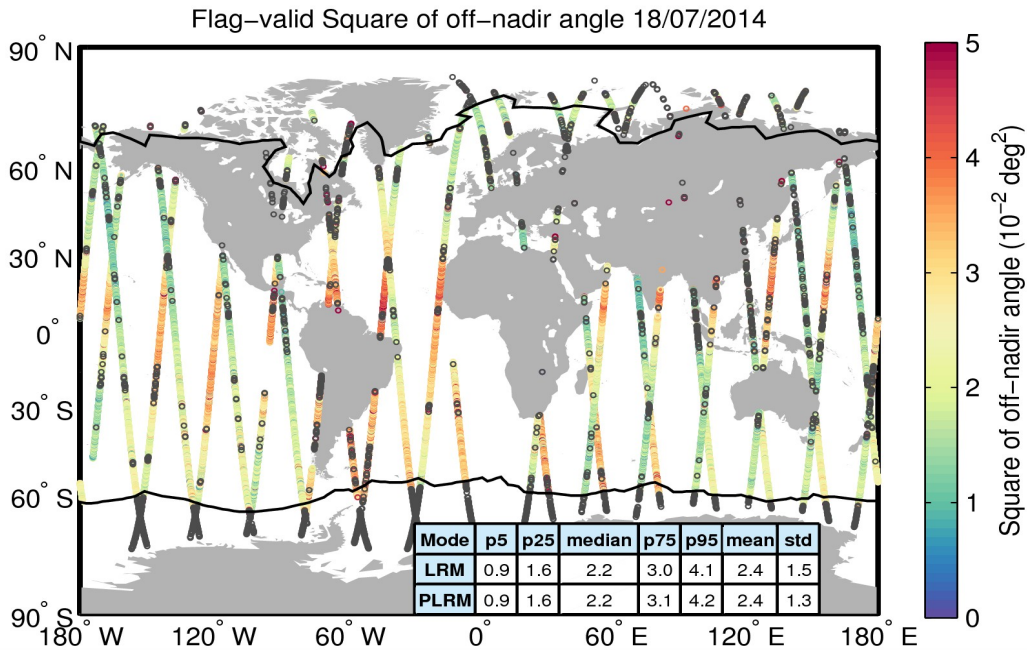 Flag−valid Square of off−nadir angle 18/07/2014
90° N
60° N
30° N
0°
30° S
60° S
90° S
180° W
120° W
60° W
0°
60° E
120° E
180° E
Mode p5 p25 median p75 p95 mean std
LRM 0.9 1.6 2.2 3.0 4.1 2.4 1.5
PLRM 0.9 1.6 2.2 3.1 4.2 2.4 1.3
5
4
3
2
1
0
Square of off−nadir angle (10⁻² deg²)